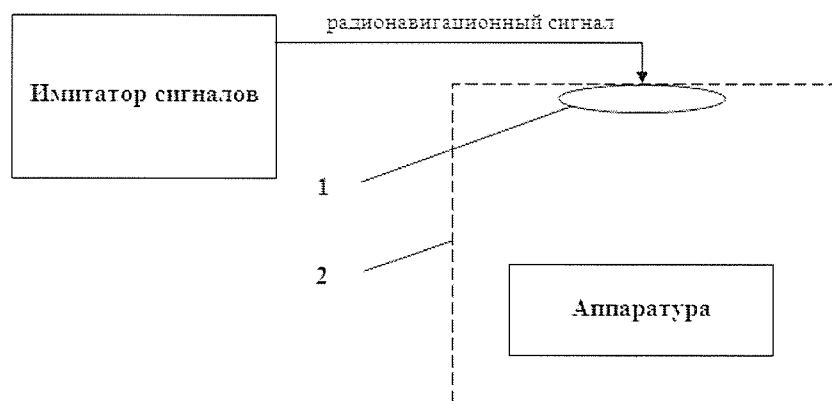 радионавигационный сигнал
Имитатор сигналов
1
2
Аппаратура